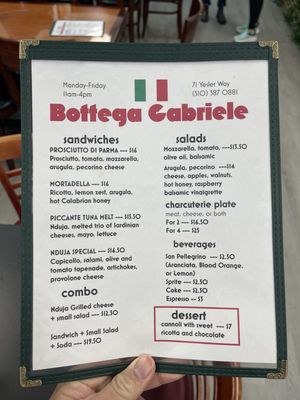 Monday-Friday
11am-4pm
71 Yesler Way
(510) 387 0881
Bottega Gabriele
sandwiches
PROSCIUTTO DI PARMA --- $16
Prosciutto, tomato, mozzarella,
arugula, pecorino cheese
MORTADELLA --- $16
Ricotta, lemon zest, arugula,
hot Calabrian honey
PICCANTE TUNA MELT --- $15.50
Nduja, melted trio of Sardinian
cheeses, mayo, lettuce
NDUJA SPECIAL --- $16.50
Capicollo, salami, olive and
tomato tapenade, artichokes,
provolone cheese
combo
Nduja Grilled cheese
+ small salad --- $12.50
Sandwich + Small Salad
+ Soda --- $19.50
salads
Mozzarella, tomato, ---$13.50
olive oil, balsamic
Arugula, pecorino ---$14
cheese, apples, walnuts,
hot honey, raspberry
balsamic vinaigrette
charcuterie plate
meat, cheese, or both
For 2 --- $16.50
For 4 --- $25
beverages
San Pellegrino --- $2.50
(Aranciata, Blood Orange,
or Lemon)
Sprite --- $2.50
Coke --- $2.50
Espresso -- $3
dessert
cannoli with sweet --- $7
ricotta and chocolate